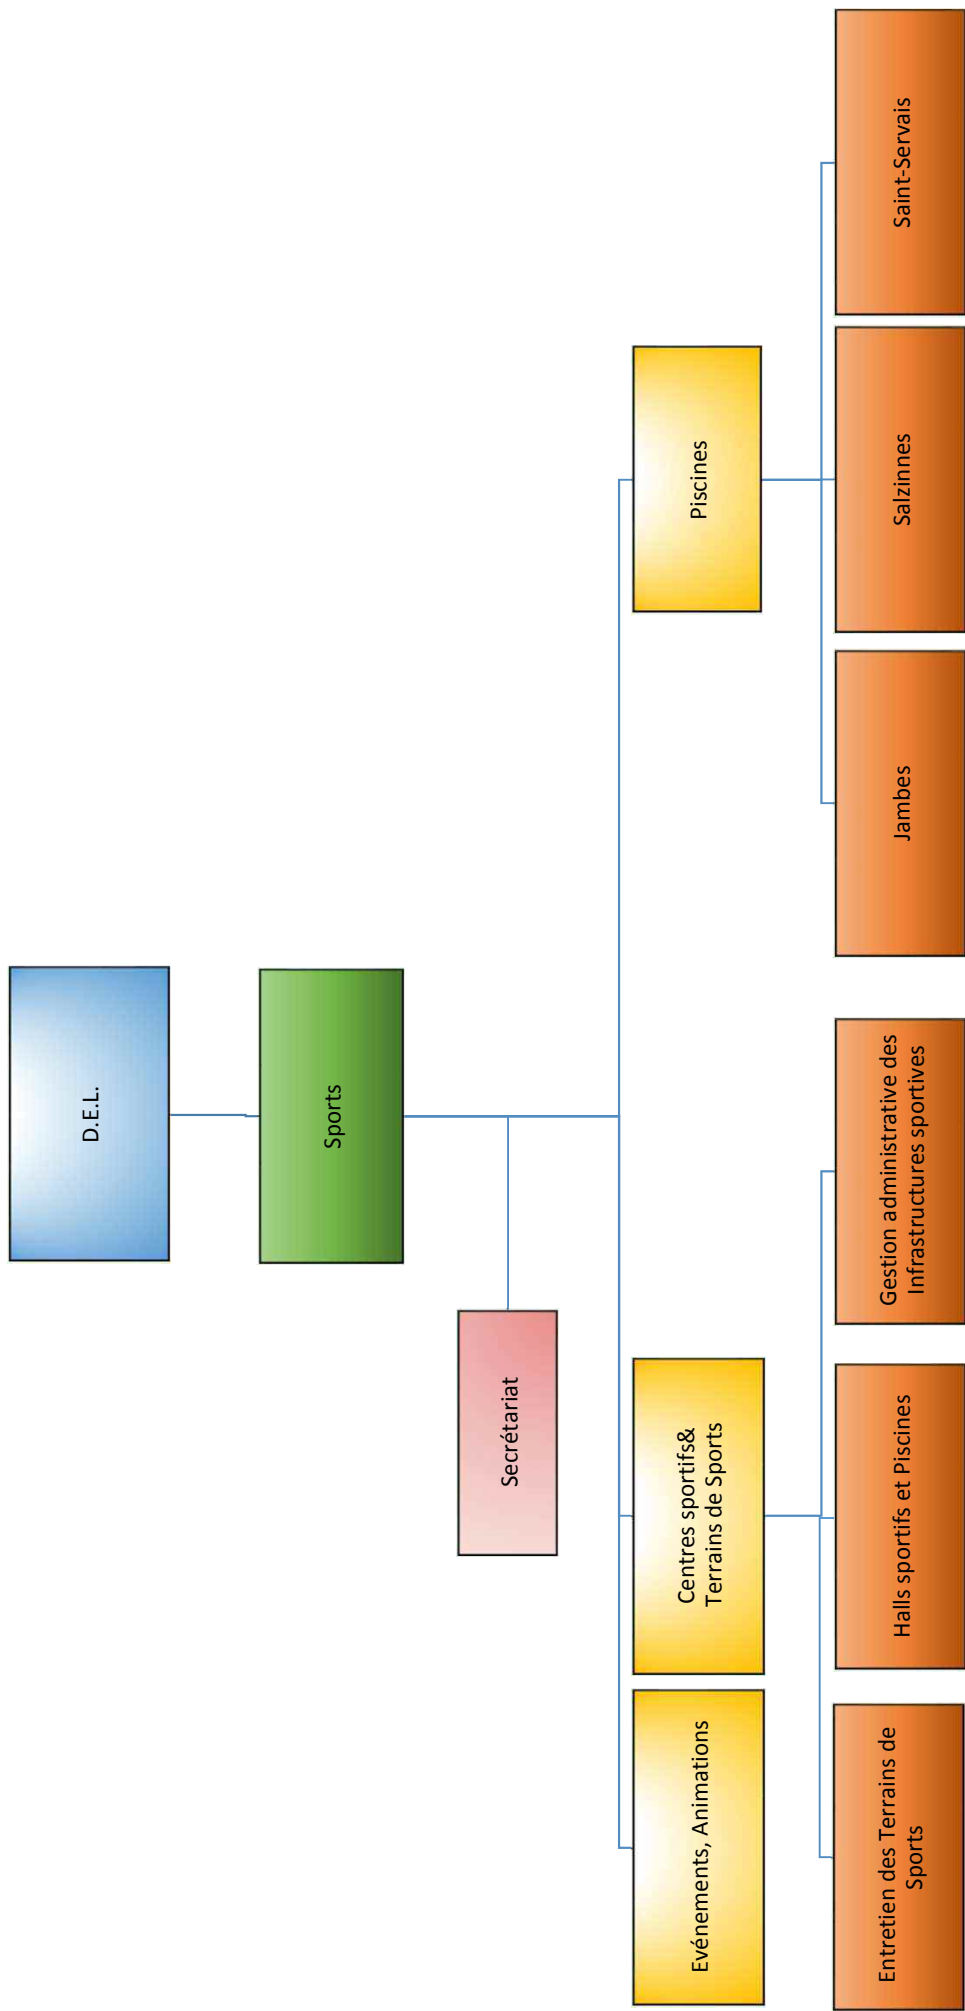 D.E.L.
Sports
Secrétariat
Evénements, Animations
Centres sportifs&
Terrains de Sports
Piscines
Entretien des Terrains de
Sports
Halls sportifs et Piscines
Gestion administrative des
Infrastructures sportives
Jambes
Salzinnes
Saint-Servais